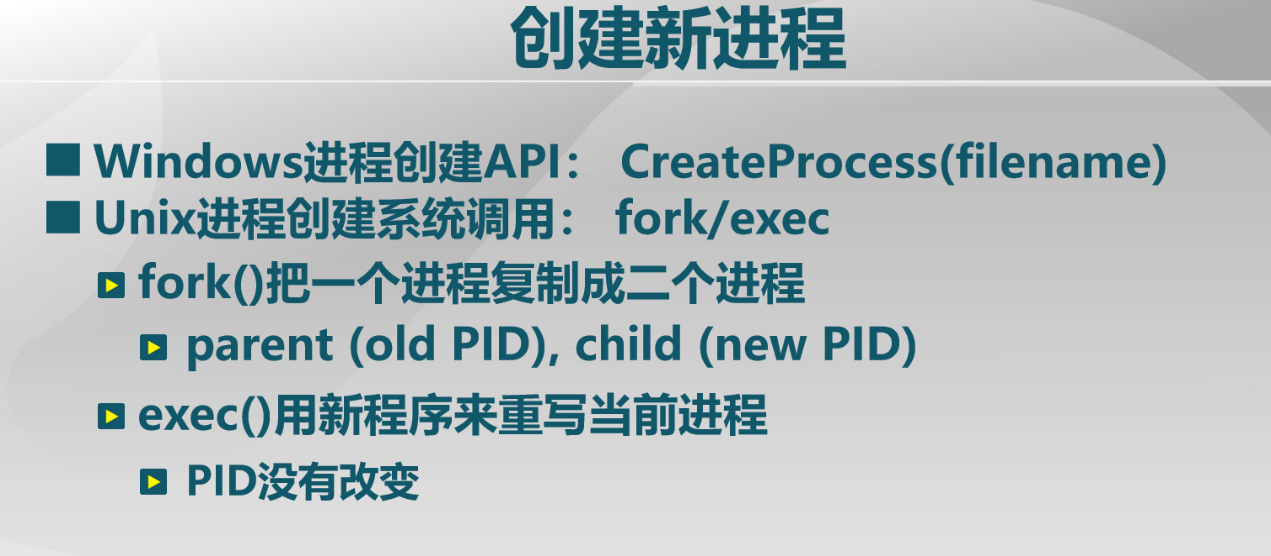 创建新进程
Windows进程创建API： CreateProcess(filename)
Unix进程创建系统调用： fork/exec
fork()把一个进程复制成二个进程
parent (old PID), child (new PID)
exec()用新程序来重写当前进程
PID没有改变